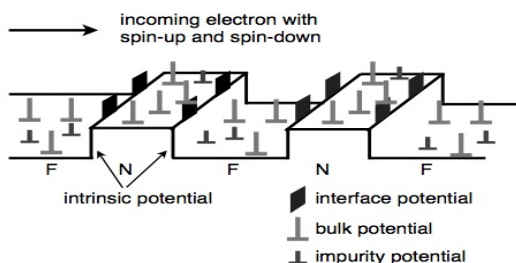 incoming electron with
spin-up and spin-down
F N F N F
intrinsic potential
interface potential
bulk potential
impurity potential